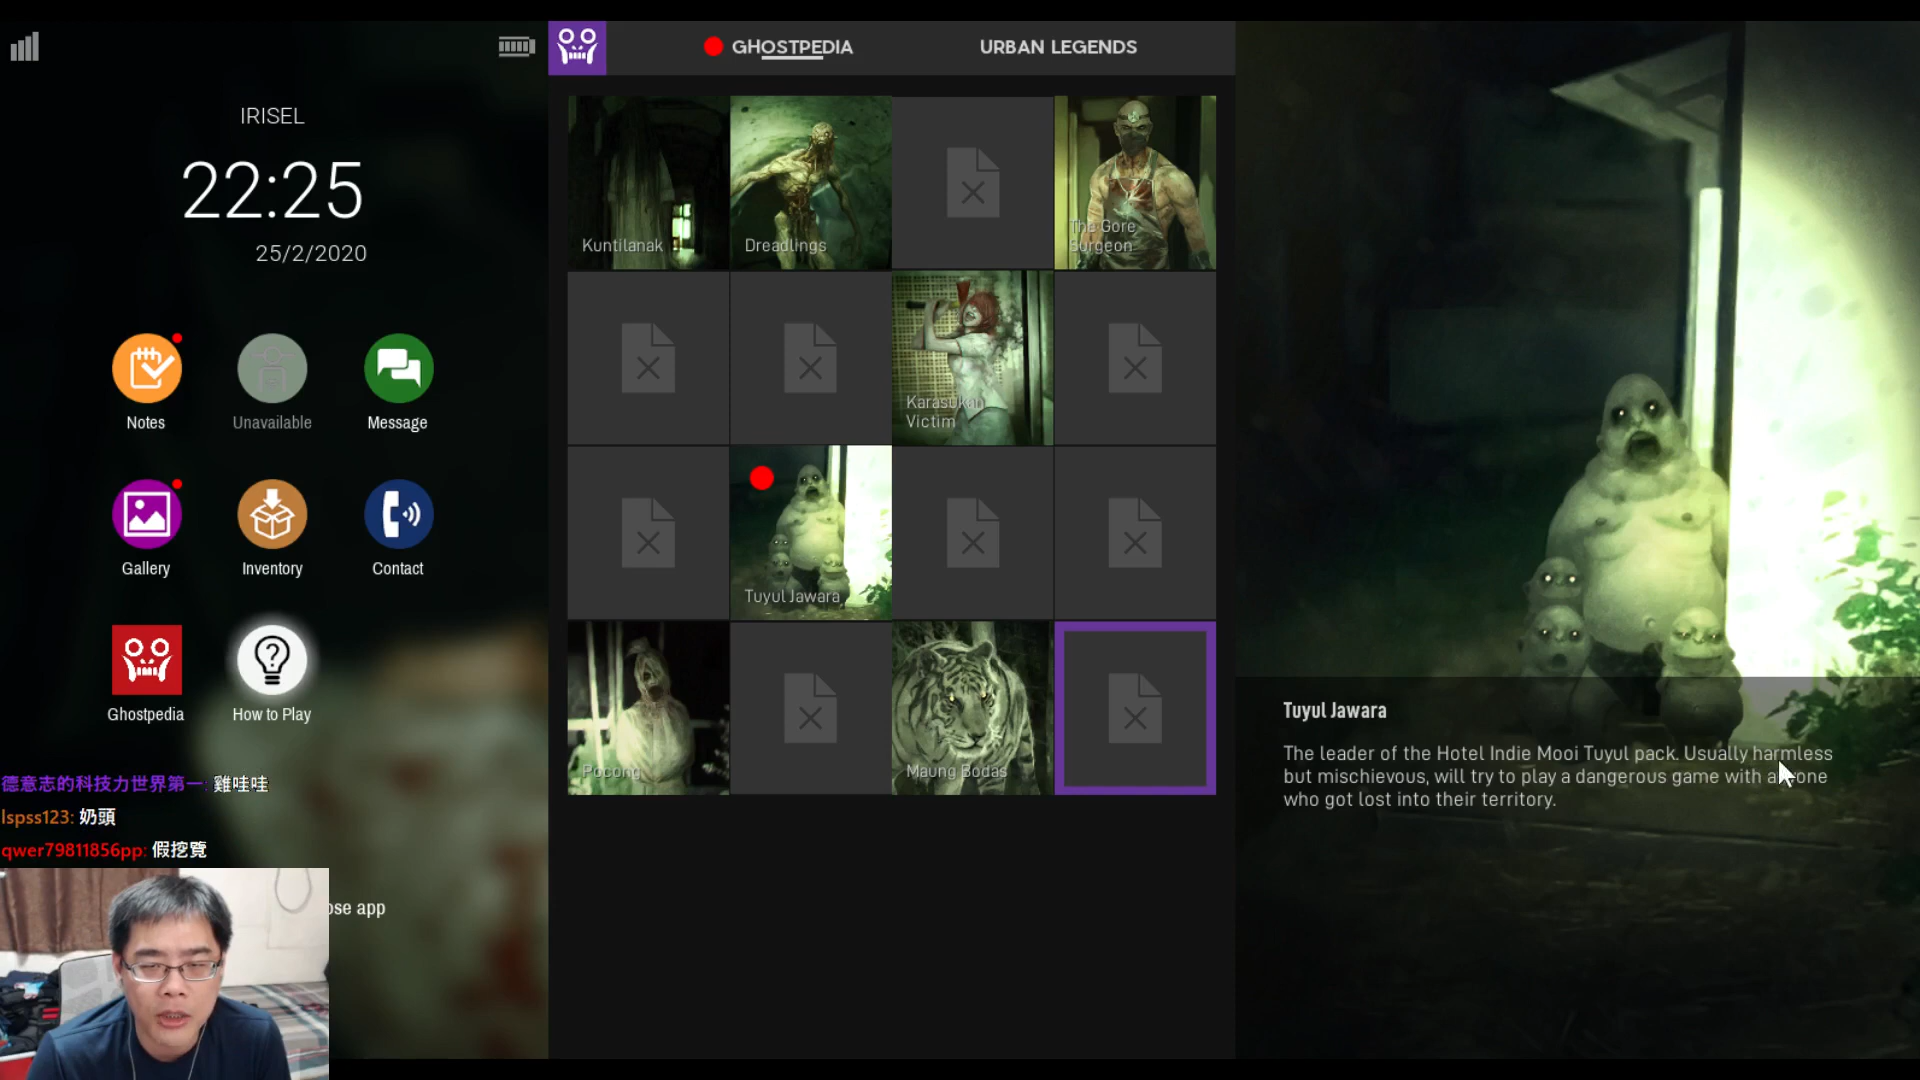 IRISEL
22:25
25/2/2020
Notes
Unavailable
Message
Gallery
Inventory
Contact
Ghostpedia
How to Play
德意志的科技力世界第一: 雞哇哇
lspss123: 奶頭
qwer79811856pp: 假挖覽
ose app
GHOSTPEDIA
URBAN LEGENDS
Kuntilanak
Dreadlings
The Gore
Surgeon
Karasukan
Victim
Tuyul Jawara
Pocong
Maung Bodas
Tuyul Jawara
The leader of the Hotel Indie Mooi Tuyul pack. Usually harmless
but mischievous, will try to play a dangerous game with anyone
who got lost into their territory.